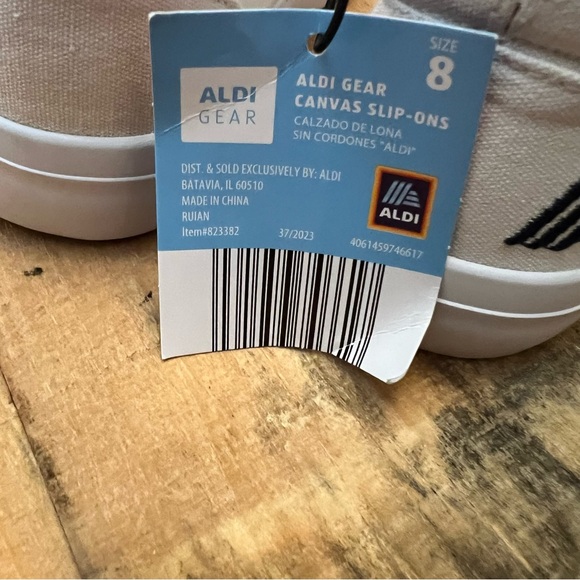 SIZE
8
ALDI
GEAR
ALDI GEAR
CANVAS SLIP-ONS
CALZADO DE LONA
SIN CORDONES "ALDI"
DIST. & SOLD EXCLUSIVELY BY: ALDI
BATAVIA, IL 60510
MADE IN CHINA
RUIAN
Item#823382
37/2023
4061459746617
ALDI